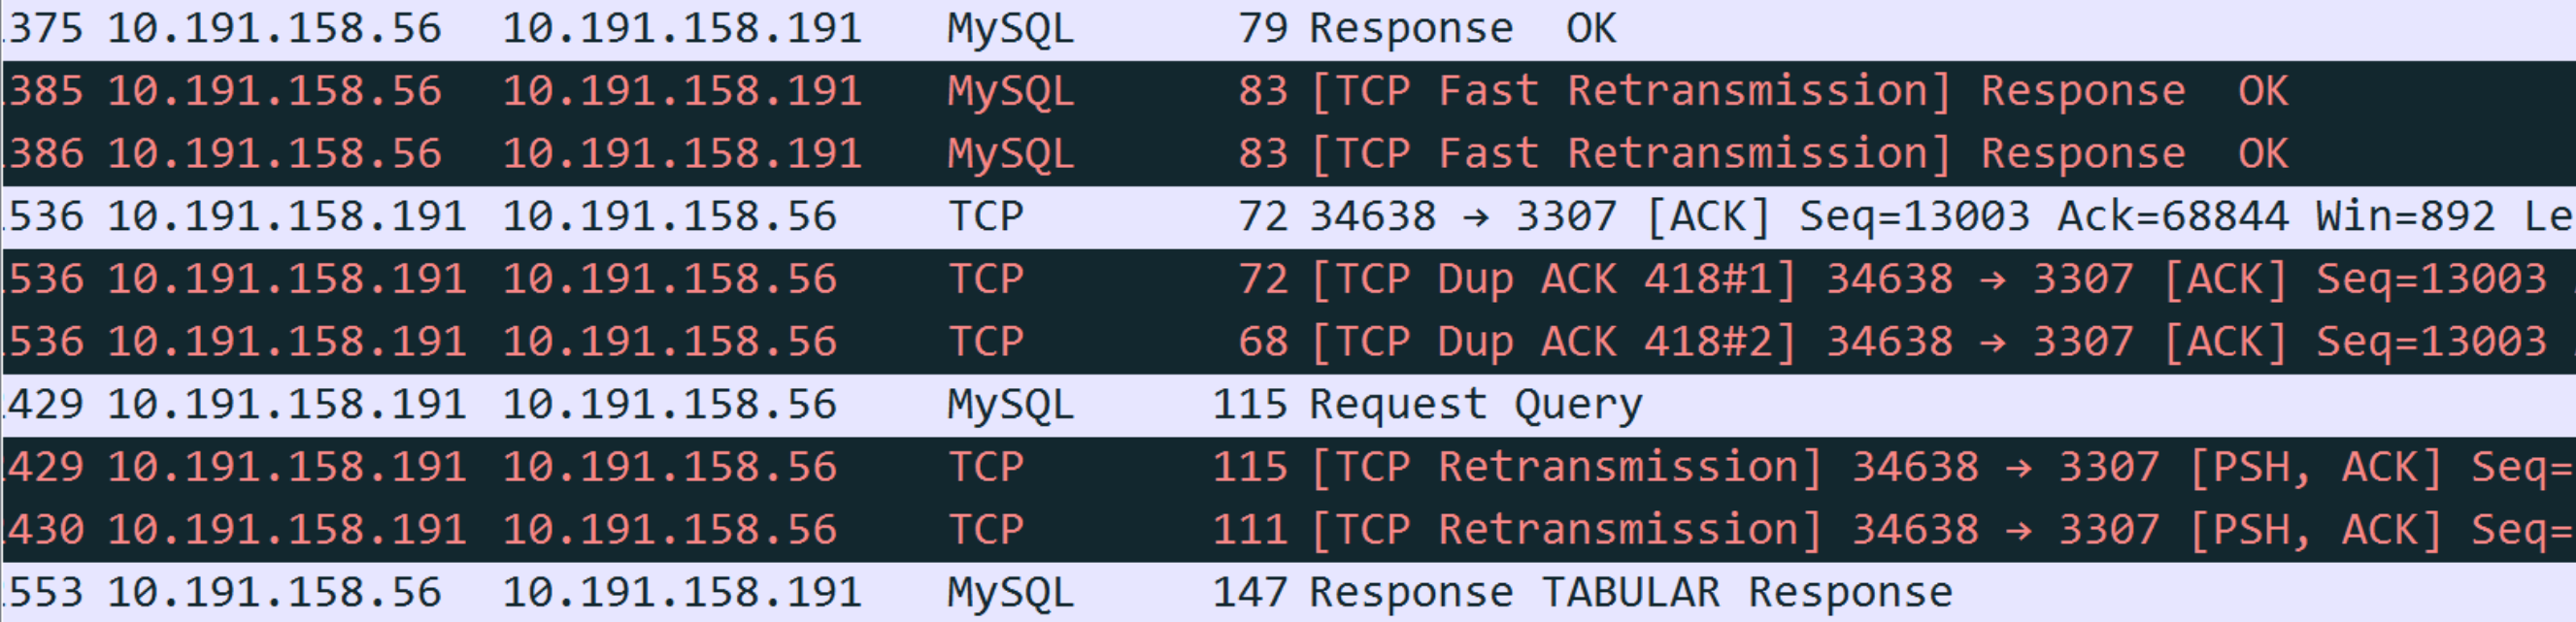 .375 10.191.158.56 10.191.158.191 MySQL 79 Response OK
.385 10.191.158.56 10.191.158.191 MySQL 83 [TCP Fast Retransmission] Response OK
.386 10.191.158.56 10.191.158.191 MySQL 83 [TCP Fast Retransmission] Response OK
.536 10.191.158.191 10.191.158.56 TCP 72 34638 → 3307 [ACK] Seq=13003 Ack=68844 Win=892 Le
.536 10.191.158.191 10.191.158.56 TCP 72 [TCP Dup ACK 418#1] 34638 → 3307 [ACK] Seq=13003
.536 10.191.158.191 10.191.158.56 TCP 68 [TCP Dup ACK 418#2] 34638 → 3307 [ACK] Seq=13003
.429 10.191.158.191 10.191.158.56 MySQL 115 Request Query
.429 10.191.158.191 10.191.158.56 TCP 115 [TCP Retransmission] 34638 → 3307 [PSH, ACK] Seq=
.430 10.191.158.191 10.191.158.56 TCP 111 [TCP Retransmission] 34638 → 3307 [PSH, ACK] Seq=
.553 10.191.158.56 10.191.158.191 MySQL 147 Response TABULAR Response